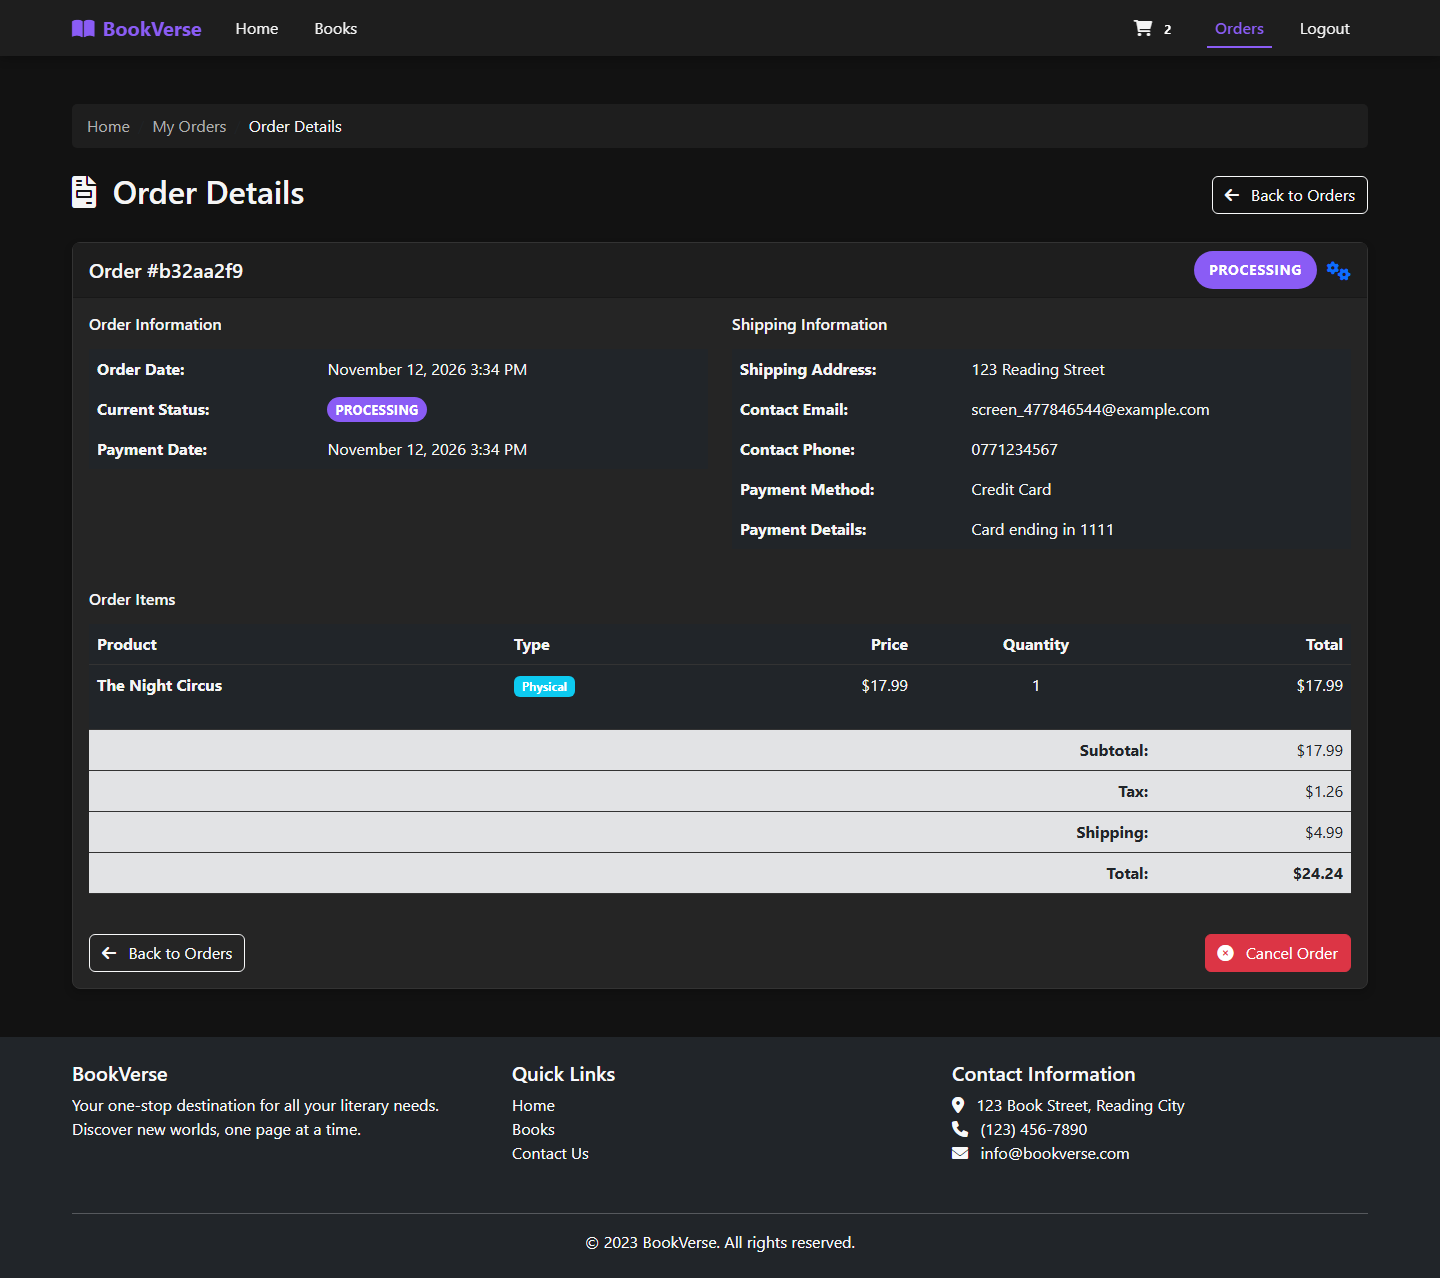 BookVerse Home Books 2 Orders Logout
Home My Orders Order Details
Order Details
Back to Orders
Order #b32aa2f9
PROCESSING
Order Information
Order Date: November 12, 2026 3:34 PM
Current Status: PROCESSING
Payment Date: November 12, 2026 3:34 PM
Shipping Information
Shipping Address: 123 Reading Street
Contact Email: screen_477846544@example.com
Contact Phone: 0771234567
Payment Method: Credit Card
Payment Details: Card ending in 1111
Order Items
Product Type Price Quantity Total
The Night Circus Physical $17.99 1 $17.99
Subtotal: $17.99
Tax: $1.26
Shipping: $4.99
Total: $24.24
Back to Orders
Cancel Order
BookVerse
Your one-stop destination for all your literary needs.
Discover new worlds, one page at a time.
Quick Links
Home
Books
Contact Us
Contact Information
123 Book Street, Reading City
(123) 456-7890
info@bookverse.com
© 2023 BookVerse. All rights reserved.